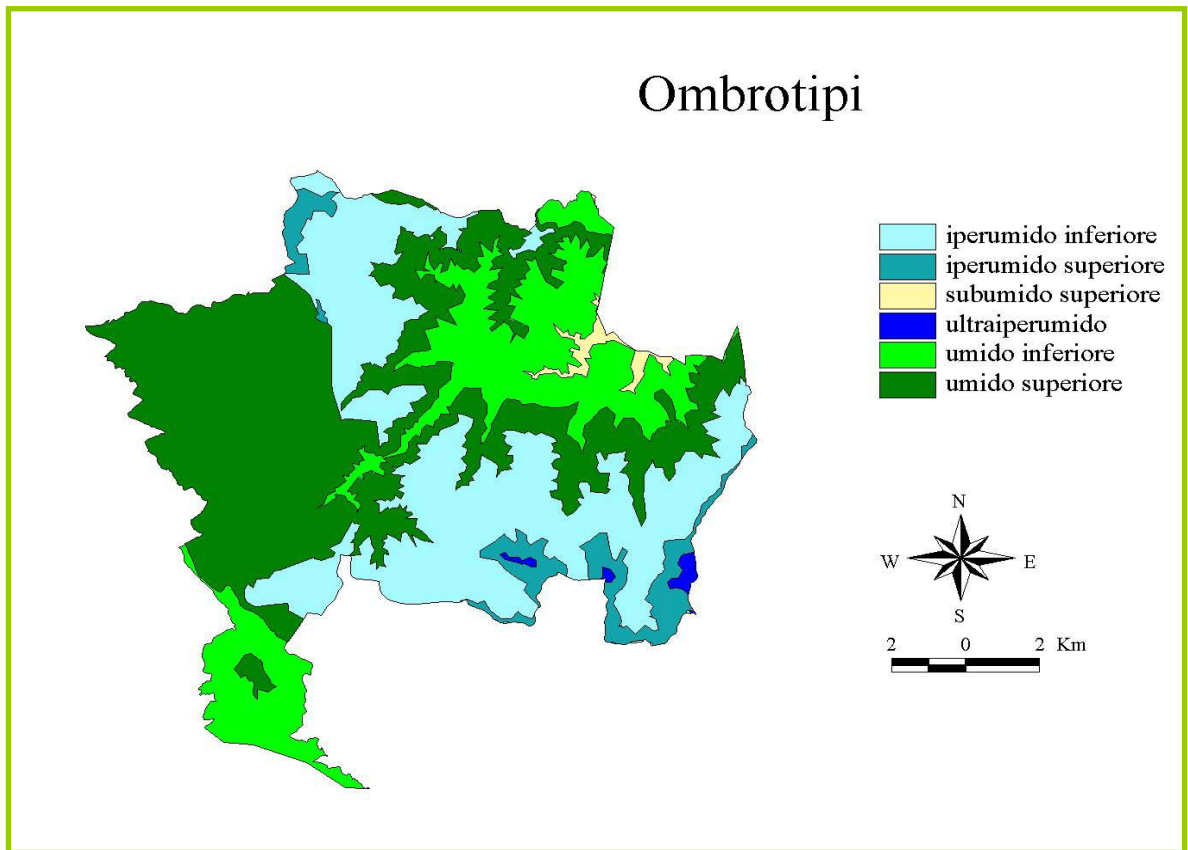 Ombrotipi
iperumido inferiore
iperumido superiore
subumido superiore
ultraiperumido
umido inferiore
umido superiore
N
W E
S
2 0 2 Km